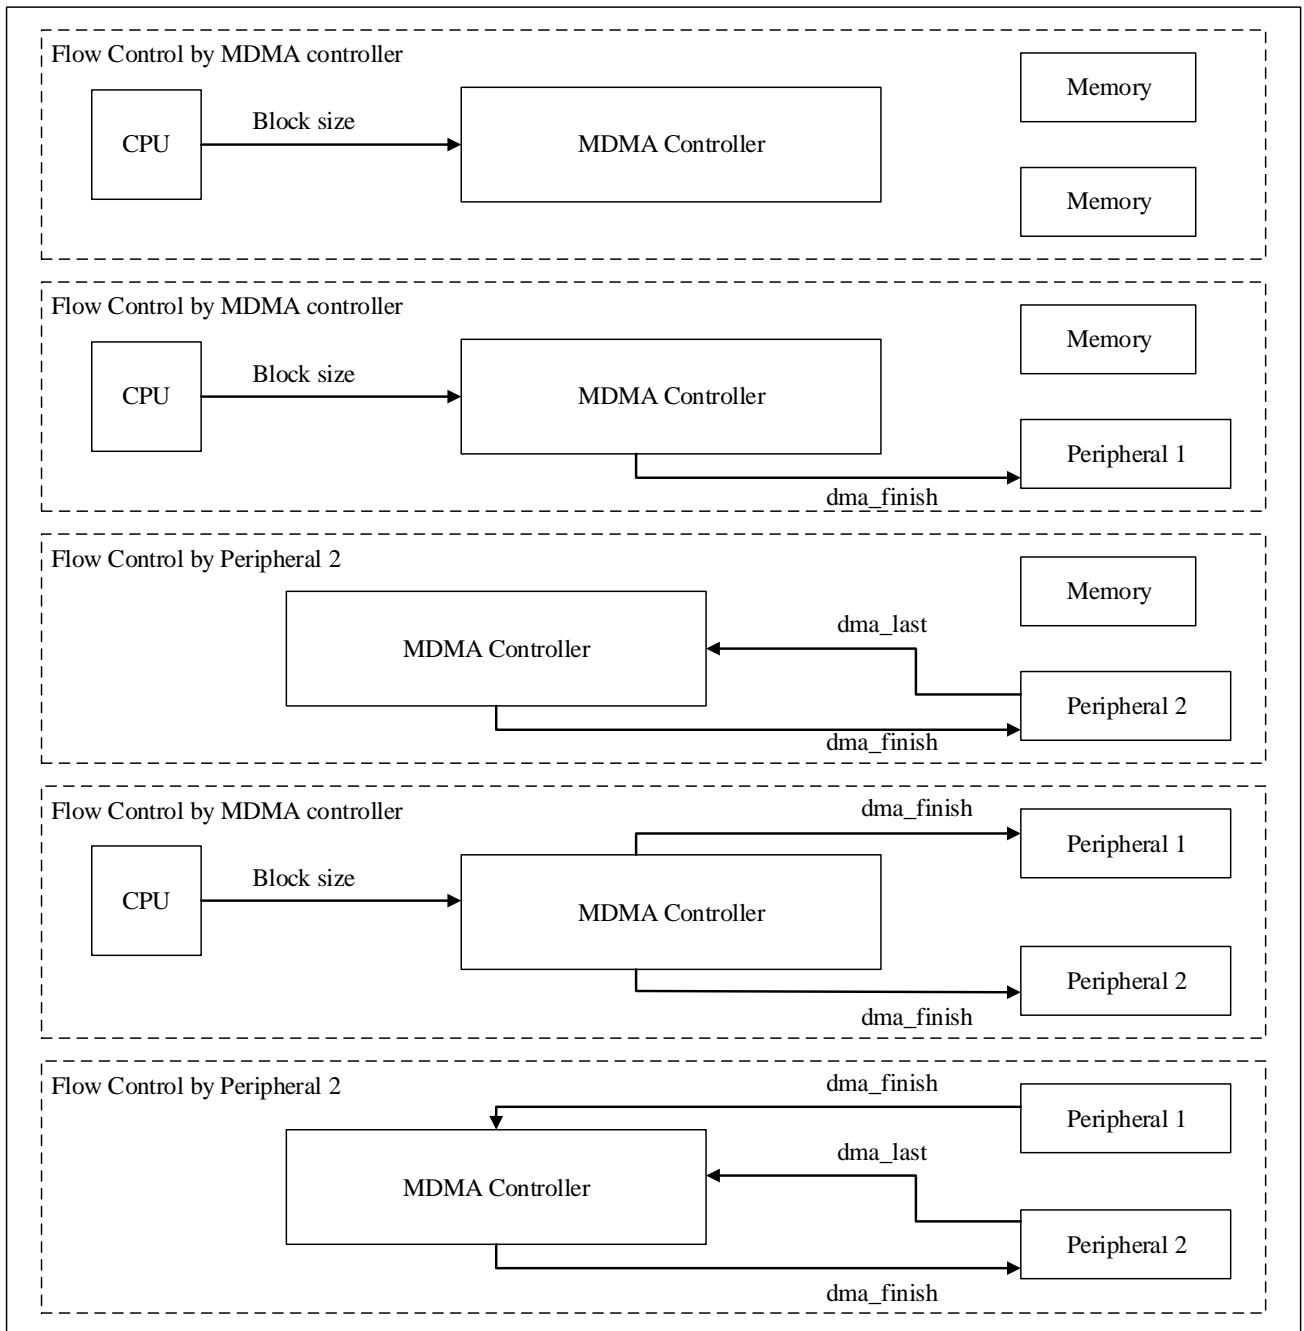 Flow Control by MDMA controller
Memory
Block size
CPU
MDMA Controller
Memory
Flow Control by MDMA controller
Memory
Block size
CPU
MDMA Controller
Peripheral 1
dma_finish
Flow Control by Peripheral 2
Memory
dma_last
MDMA Controller
Peripheral 2
dma_finish
Flow Control by MDMA controller
dma_finish
Peripheral 1
Block size
CPU
MDMA Controller
Peripheral 2
dma_finish
Flow Control by Peripheral 2
dma_finish
Peripheral 1
dma_last
MDMA Controller
Peripheral 2
dma_finish